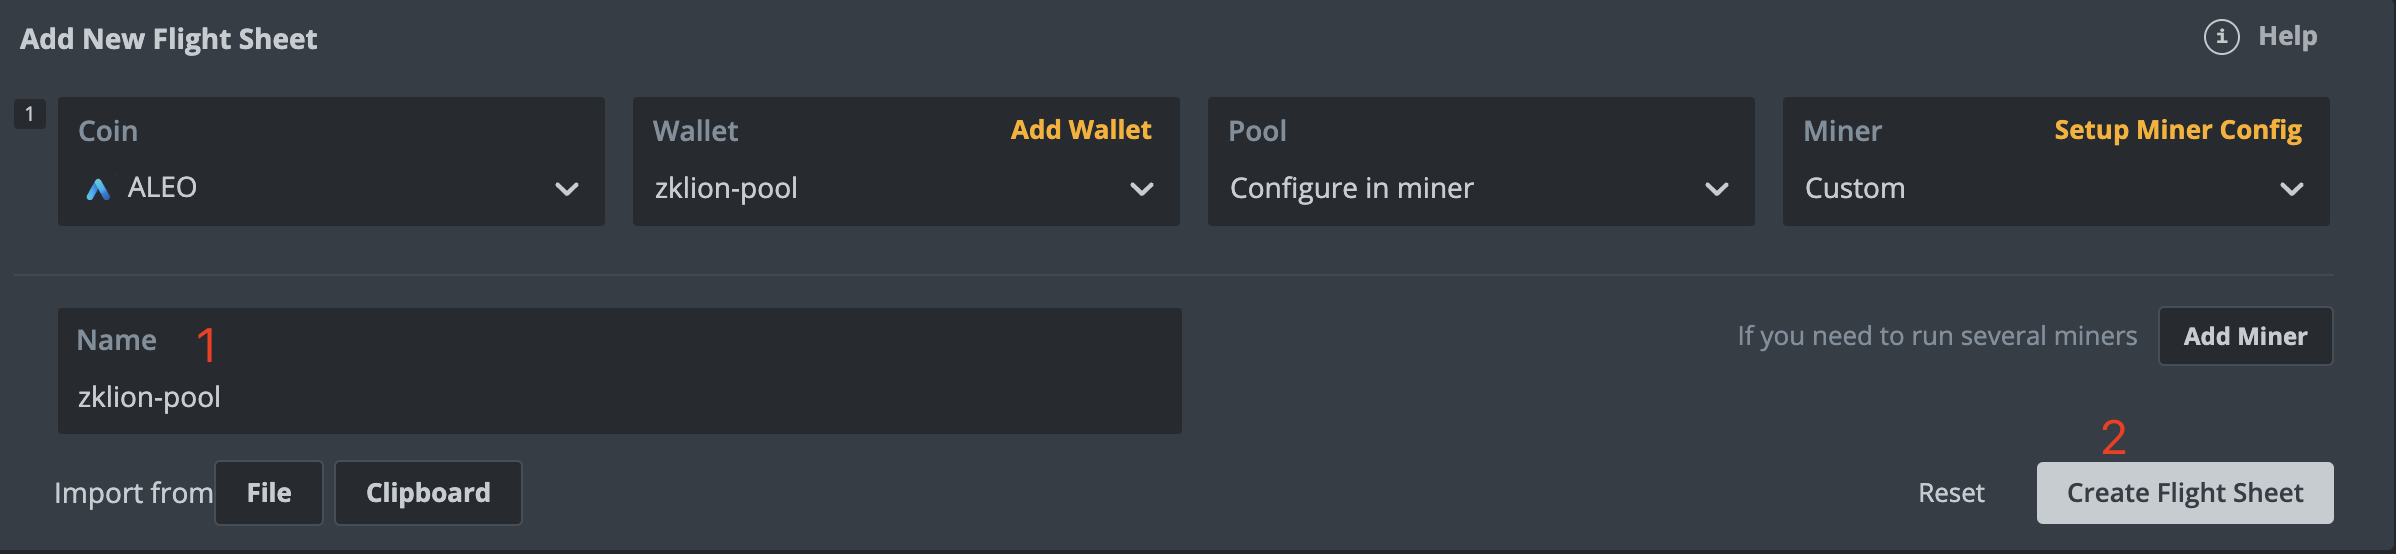 Add New Flight Sheet
i Help
1
Coin
ALEO
Wallet Add Wallet
zklion-pool
Pool
Configure in miner
Miner Setup Miner Config
Custom
Name 1
zklion-pool
If you need to run several miners Add Miner
2
Import from File Clipboard
Reset Create Flight Sheet